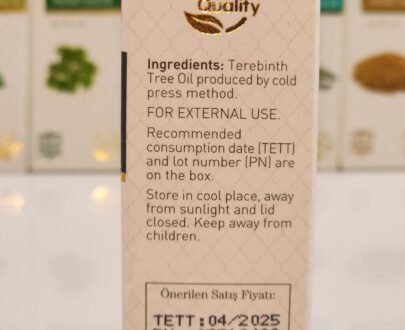 Quality
Ingredients: Terebinth
Tree Oil produced by cold
press method.
FOR EXTERNAL USE.
Recommended
consumption date (TETT)
and lot number (PN) are
on the box.
Store in cool place, away
from sunlight and lid
closed. Keep away from
children.
Önerilen Satış Fiyatı:
TETT :04/2025